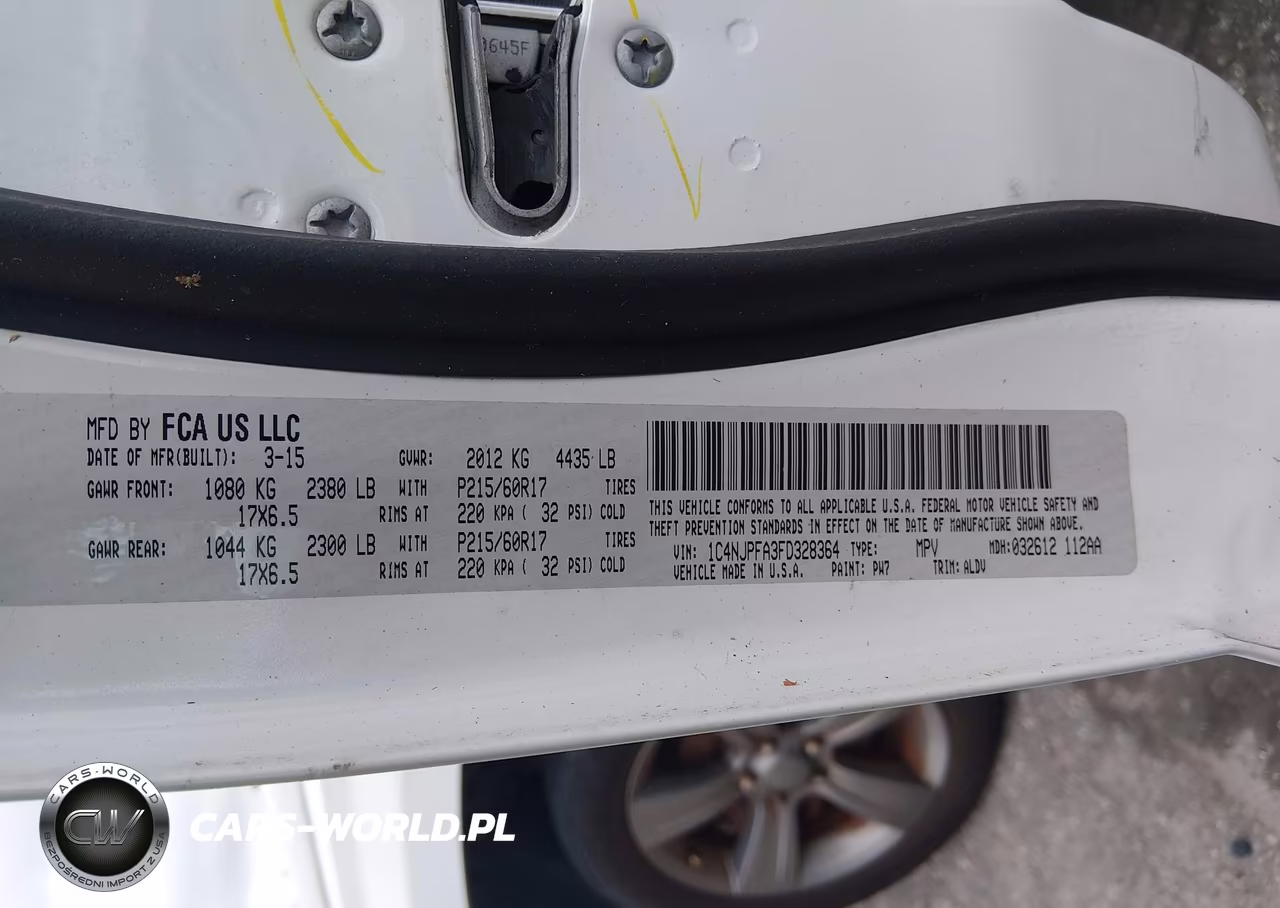 0645F
MFD BY FCA US LLC
DATE OF MFR(BUILT): 3-15 GVWR: 2012 KG 4435 LB
GAWR FRONT: 1080 KG 2380 LB WITH P215/60R17 TIRES
17X6.5 RIMS AT 220 KPA ( 32 PSI) COLD
GAWR REAR: 1044 KG 2300 LB WITH P215/60R17 TIRES
17X6.5 RIMS AT 220 KPA ( 32 PSI) COLD
THIS VEHICLE CONFORMS TO ALL APPLICABLE U.S.A. FEDERAL MOTOR VEHICLE SAFETY AND
THEFT PREVENTION STANDARDS IN EFFECT ON THE DATE OF MANUFACTURE SHOWN ABOVE.
VIN: 1C4NJPFA3FD328364 TYPE: MPV MDH:032612 112AA
VEHICLE MADE IN U.S.A. PAINT: PW7 TRIM: ALDV
CARS-WORLD
CW
BEZPOŚREDNI IMPORT Z USA
CARS-WORLD.PL